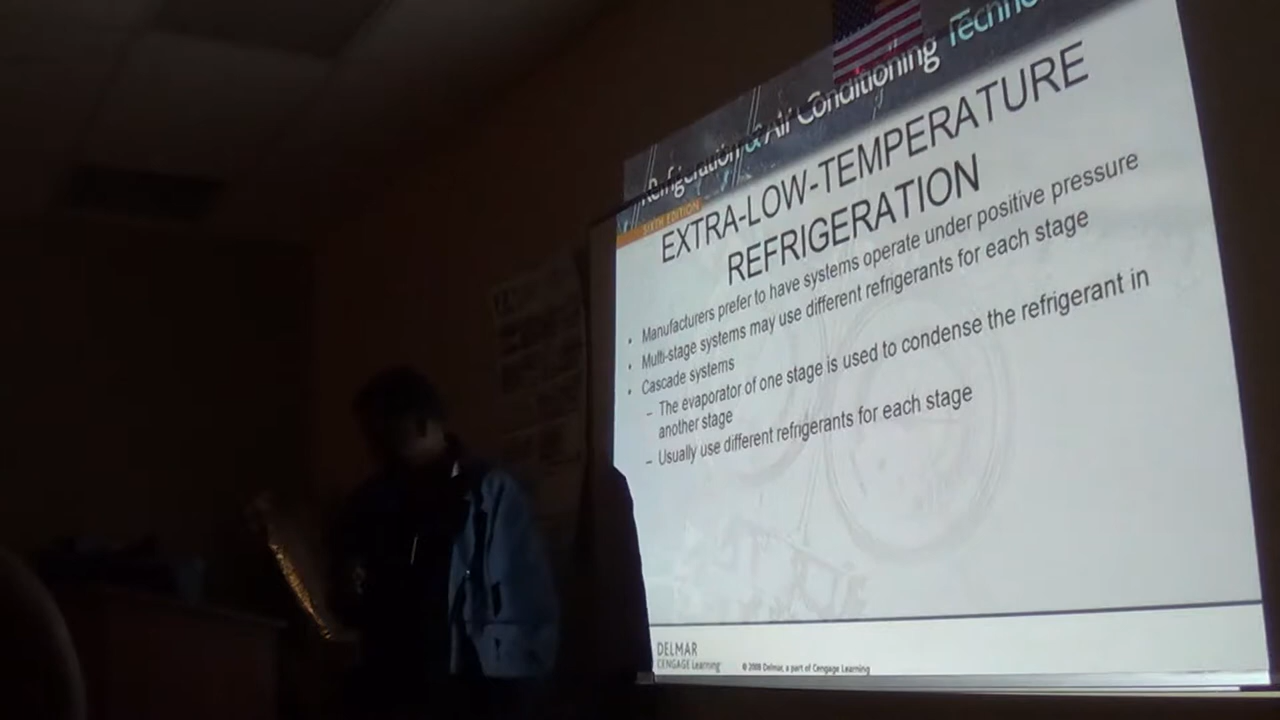 Refrigeration & Air Conditioning Techno
SIXTH EDITION
EXTRA-LOW-TEMPERATURE
REFRIGERATION
• Manufacturers prefer to have systems operate under positive pressure
• Multi-stage systems may use different refrigerants for each stage
• Cascade systems
– The evaporator of one stage is used to condense the refrigerant in
another stage
– Usually use different refrigerants for each stage
DELMAR
CENGAGE Learning
© 2009 Delmar, a part of Cengage Learning